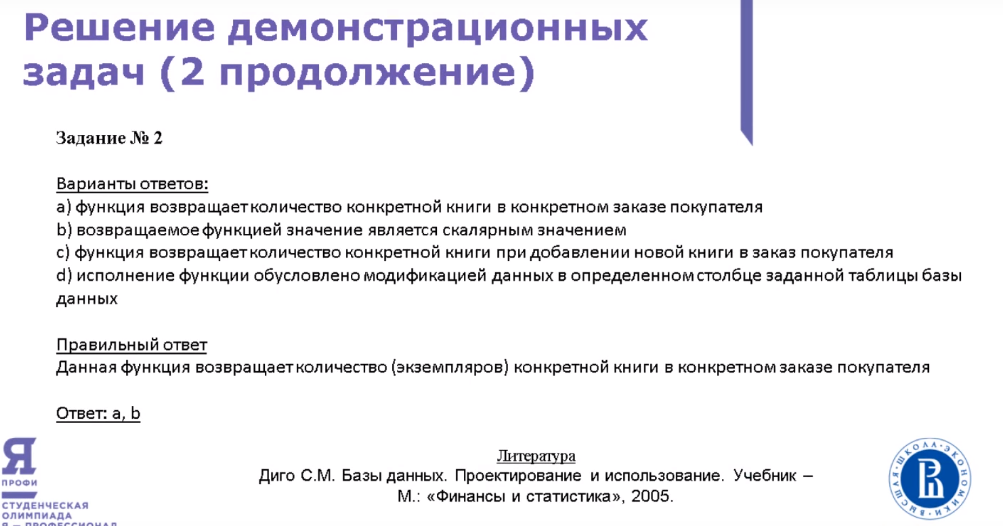 Решение демонстрационных
задач (2 продолжение)
Задание № 2
Варианты ответов:
a) функция возвращает количество конкретной книги в конкретном заказе покупателя
b) возвращаемое функцией значение является скалярным значением
c) функция возвращает количество конкретной книги при добавлении новой книги в заказ покупателя
d) исполнение функции обусловлено модификацией данных в определенном столбце заданной таблицы базы
данных
Правильный ответ
Данная функция возвращает количество (экземпляров) конкретной книги в конкретном заказе покупателя
Ответ: a, b
Литература
Диго С.М. Базы данных. Проектирование и использование. Учебник –
М.: «Финансы и статистика», 2005.
Я
ПРОФИ
СТУДЕНЧЕСКАЯ
ОЛИМПИАДА
Я — ПРОФЕССИОНАЛ
ВЫСШАЯ ШКОЛА ЭКОНОМИКИ